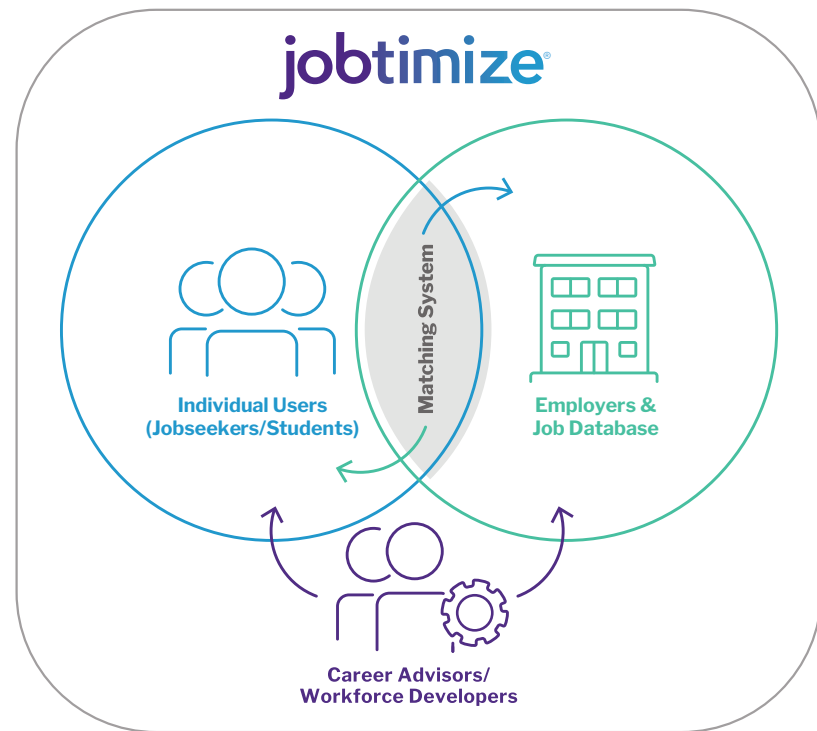 jobtimize®
Matching System
Individual Users
(Jobseekers/Students)
Employers &
Job Database
Career Advisors/
Workforce Developers